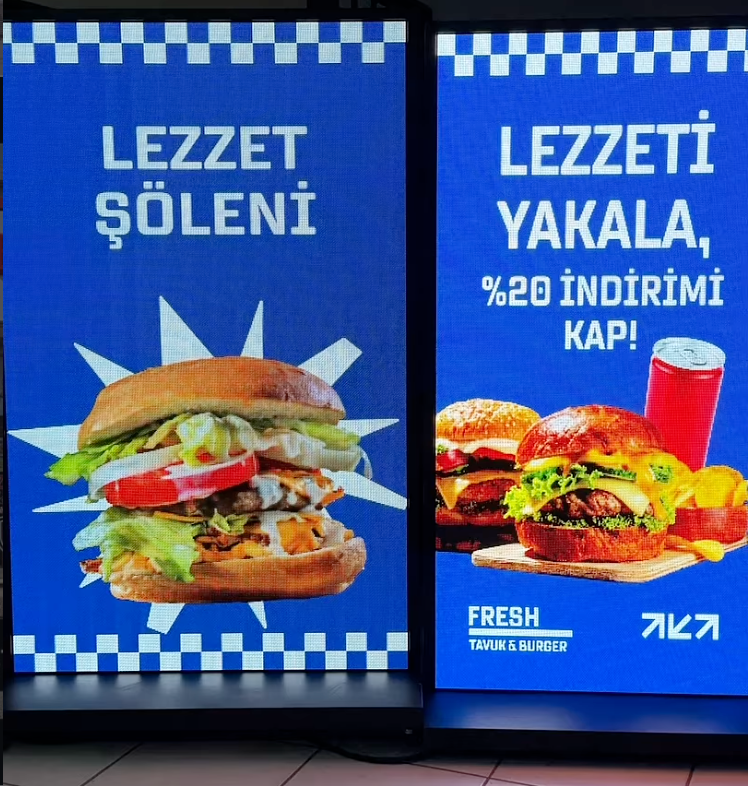 LEZZET
ŞÖLENİ
LEZZETİ
YAKALA,
%20 İNDİRİMİ
KAP!
FRESH
TAVUK & BURGER